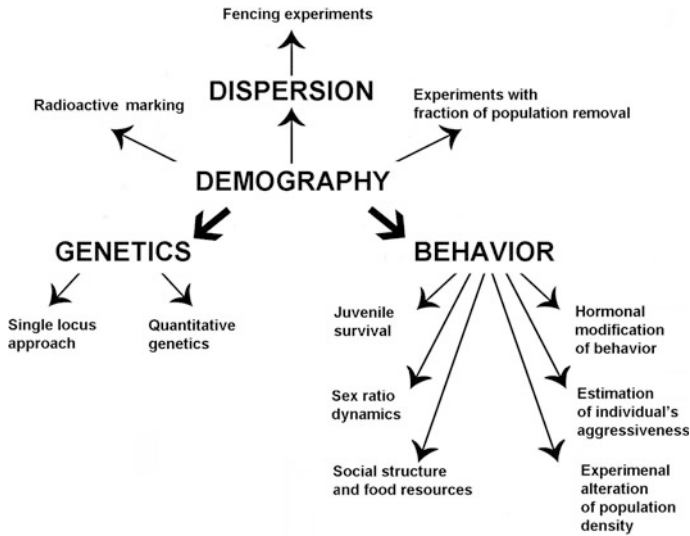 Fencing experiments
DISPERSION
Radioactive marking
Experiments with
fraction of population removal
DEMOGRAPHY
GENETICS
BEHAVIOR
Single locus
approach
Quantitative
genetics
Juvenile
survival
Hormonal
modification
of behavior
Sex ratio
dynamics
Estimation
of individual's
aggressiveness
Social structure
and food resources
Experimenal
alteration
of population
density